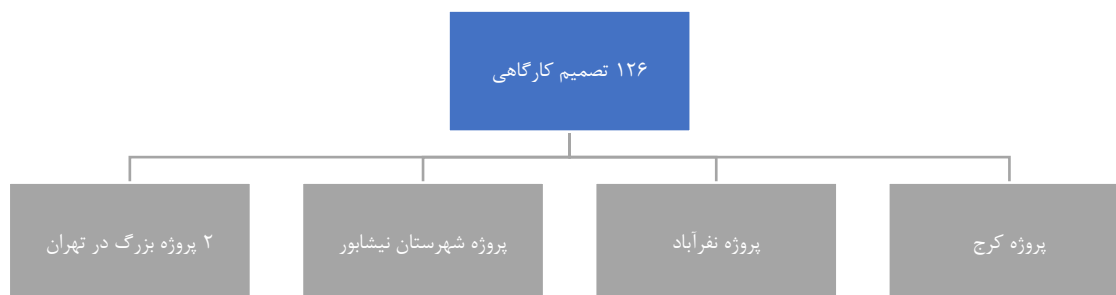 ۱۲۶ تصمیم کارگاهی
پروژه کرج
پروژه نفرآباد
پروژه شهرستان نیشابور
۲ پروژه بزرگ در تهران